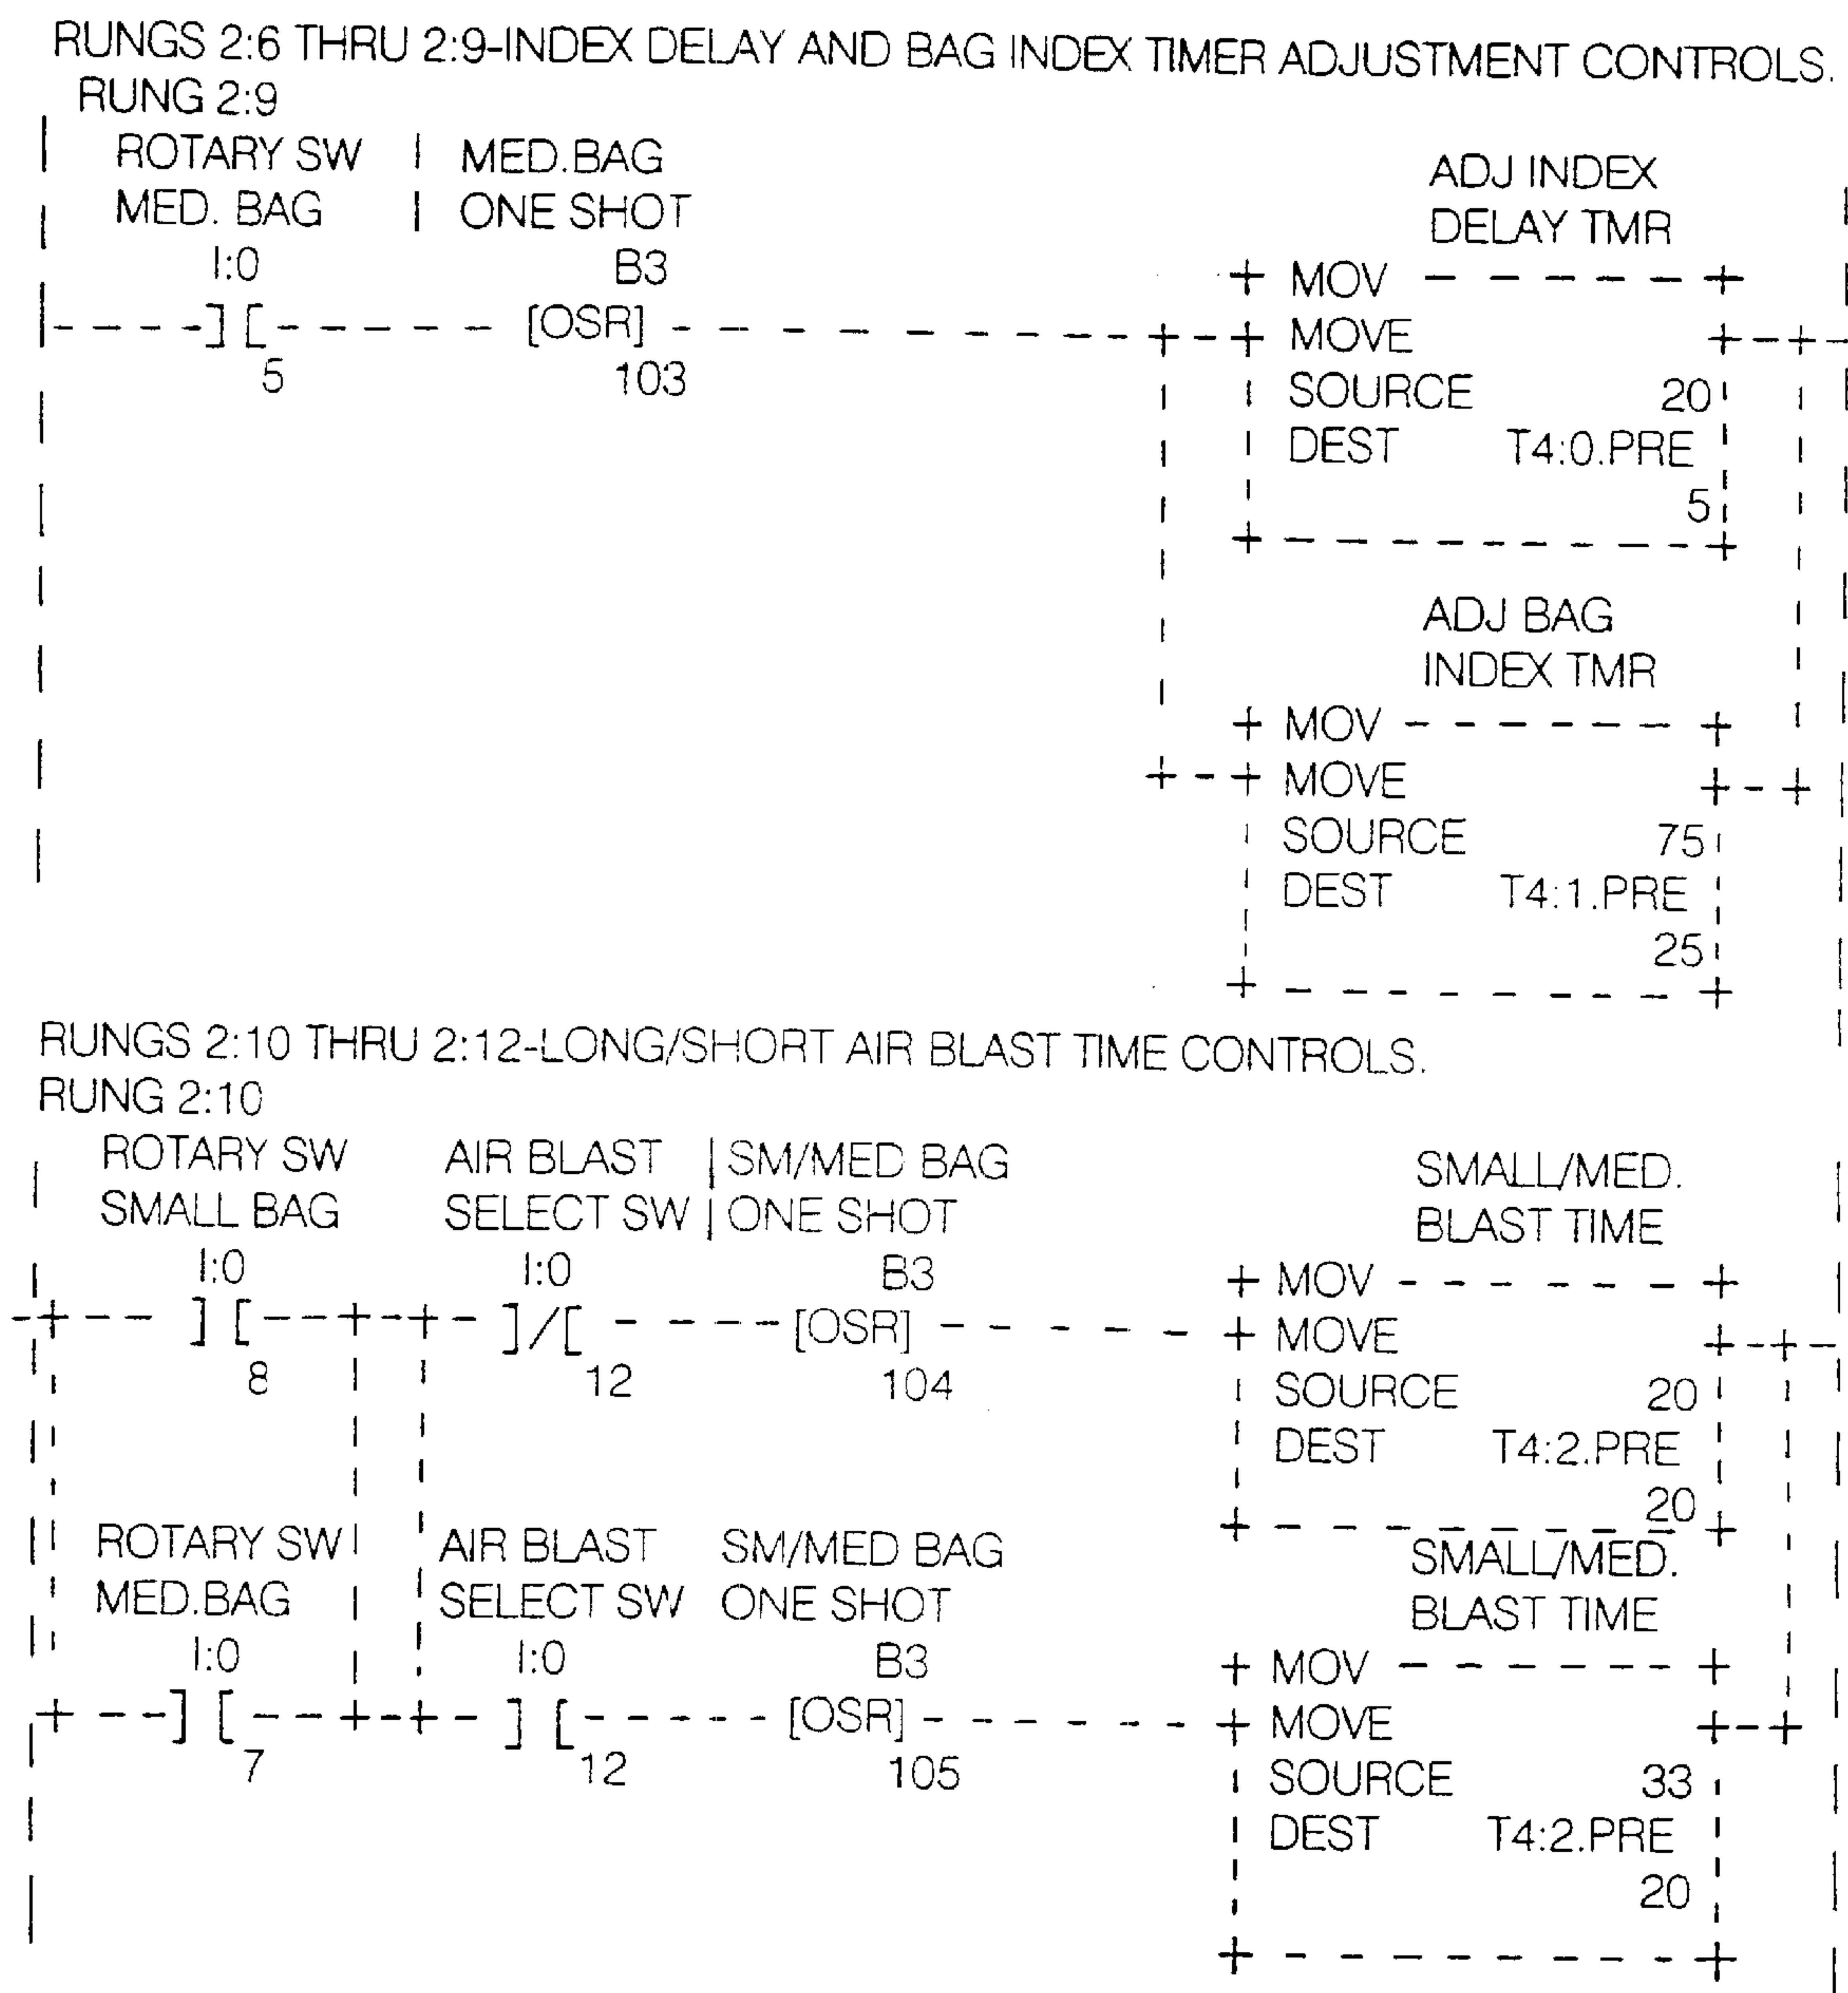 RUNGS 2:6 THRU 2:9-INDEX DELAY AND BAG INDEX TIMER ADJUSTMENT CONTROLS.
RUNG 2:9
ROTARY SW | MED.BAG
MED. BAG | ONE SHOT
ADJ INDEX
DELAY TMR
I:0 B3
+ MOV - - - - - - +
|- - - -] [- - - - - - [OSR] - - - - - - - - - - + - + MOVE + - + -
5 103
SOURCE 20
DEST T4:0.PRE
5
+ - - - - - - - - - +
ADJ BAG
INDEX TMR
+ MOV - - - - - - +
+ - + MOVE + - +
SOURCE 75
DEST T4:1.PRE
25
+ - - - - - - - - +
RUNGS 2:10 THRU 2:12-LONG/SHORT AIR BLAST TIME CONTROLS.
RUNG 2:10
ROTARY SW AIR BLAST | SM/MED BAG SMALL/MED.
SMALL BAG SELECT SW | ONE SHOT BLAST TIME
I:0 I:0 B3 + MOV - - - - - - +
-+ - - ] [ - - + - + - ]/[ - - - - [OSR] - - - - - - + MOVE + - + -
8 12 104 SOURCE 20
DEST T4:2.PRE
20
+ - - - - - - - - +
ROTARY SW AIR BLAST SM/MED BAG SMALL/MED.
MED.BAG SELECT SW ONE SHOT BLAST TIME
I:0 I:0 B3 + MOV - - - - - - +
+ - - ] [ - - + - + - ] [ - - - - - [OSR] - - - - - - - + MOVE + - +
7 12 105 SOURCE 33
DEST T4:2.PRE
20
+ - - - - - - - - +